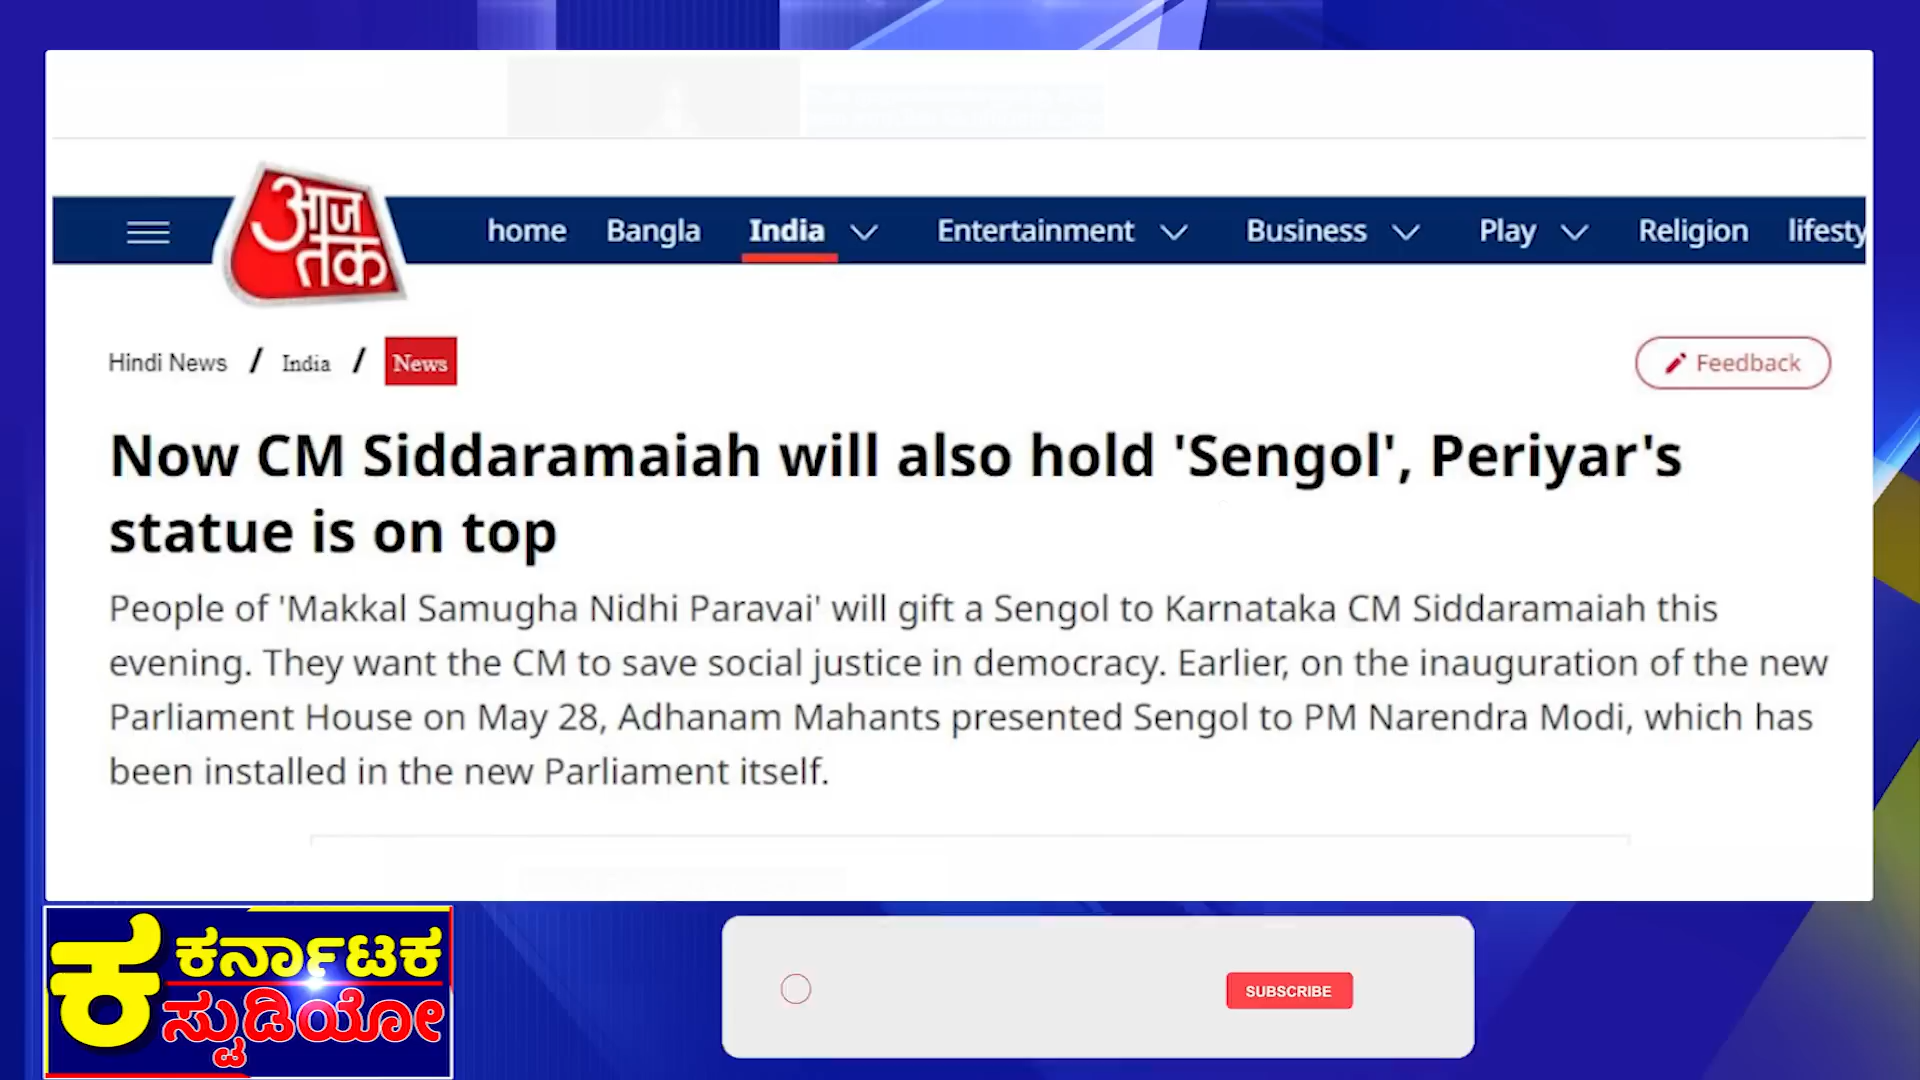 आज
तक
home Bangla India Entertainment Business Play Religion lifesty
Hindi News / India / News
Feedback
Now CM Siddaramaiah will also hold 'Sengol', Periyar's
statue is on top
People of 'Makkal Samugha Nidhi Paravai' will gift a Sengol to Karnataka CM Siddaramaiah this
evening. They want the CM to save social justice in democracy. Earlier, on the inauguration of the new
Parliament House on May 28, Adhanam Mahants presented Sengol to PM Narendra Modi, which has
been installed in the new Parliament itself.
ಕ ಕರ್ನಾಟಕ
ಸ್ಟುಡಿಯೋ
SUBSCRIBE